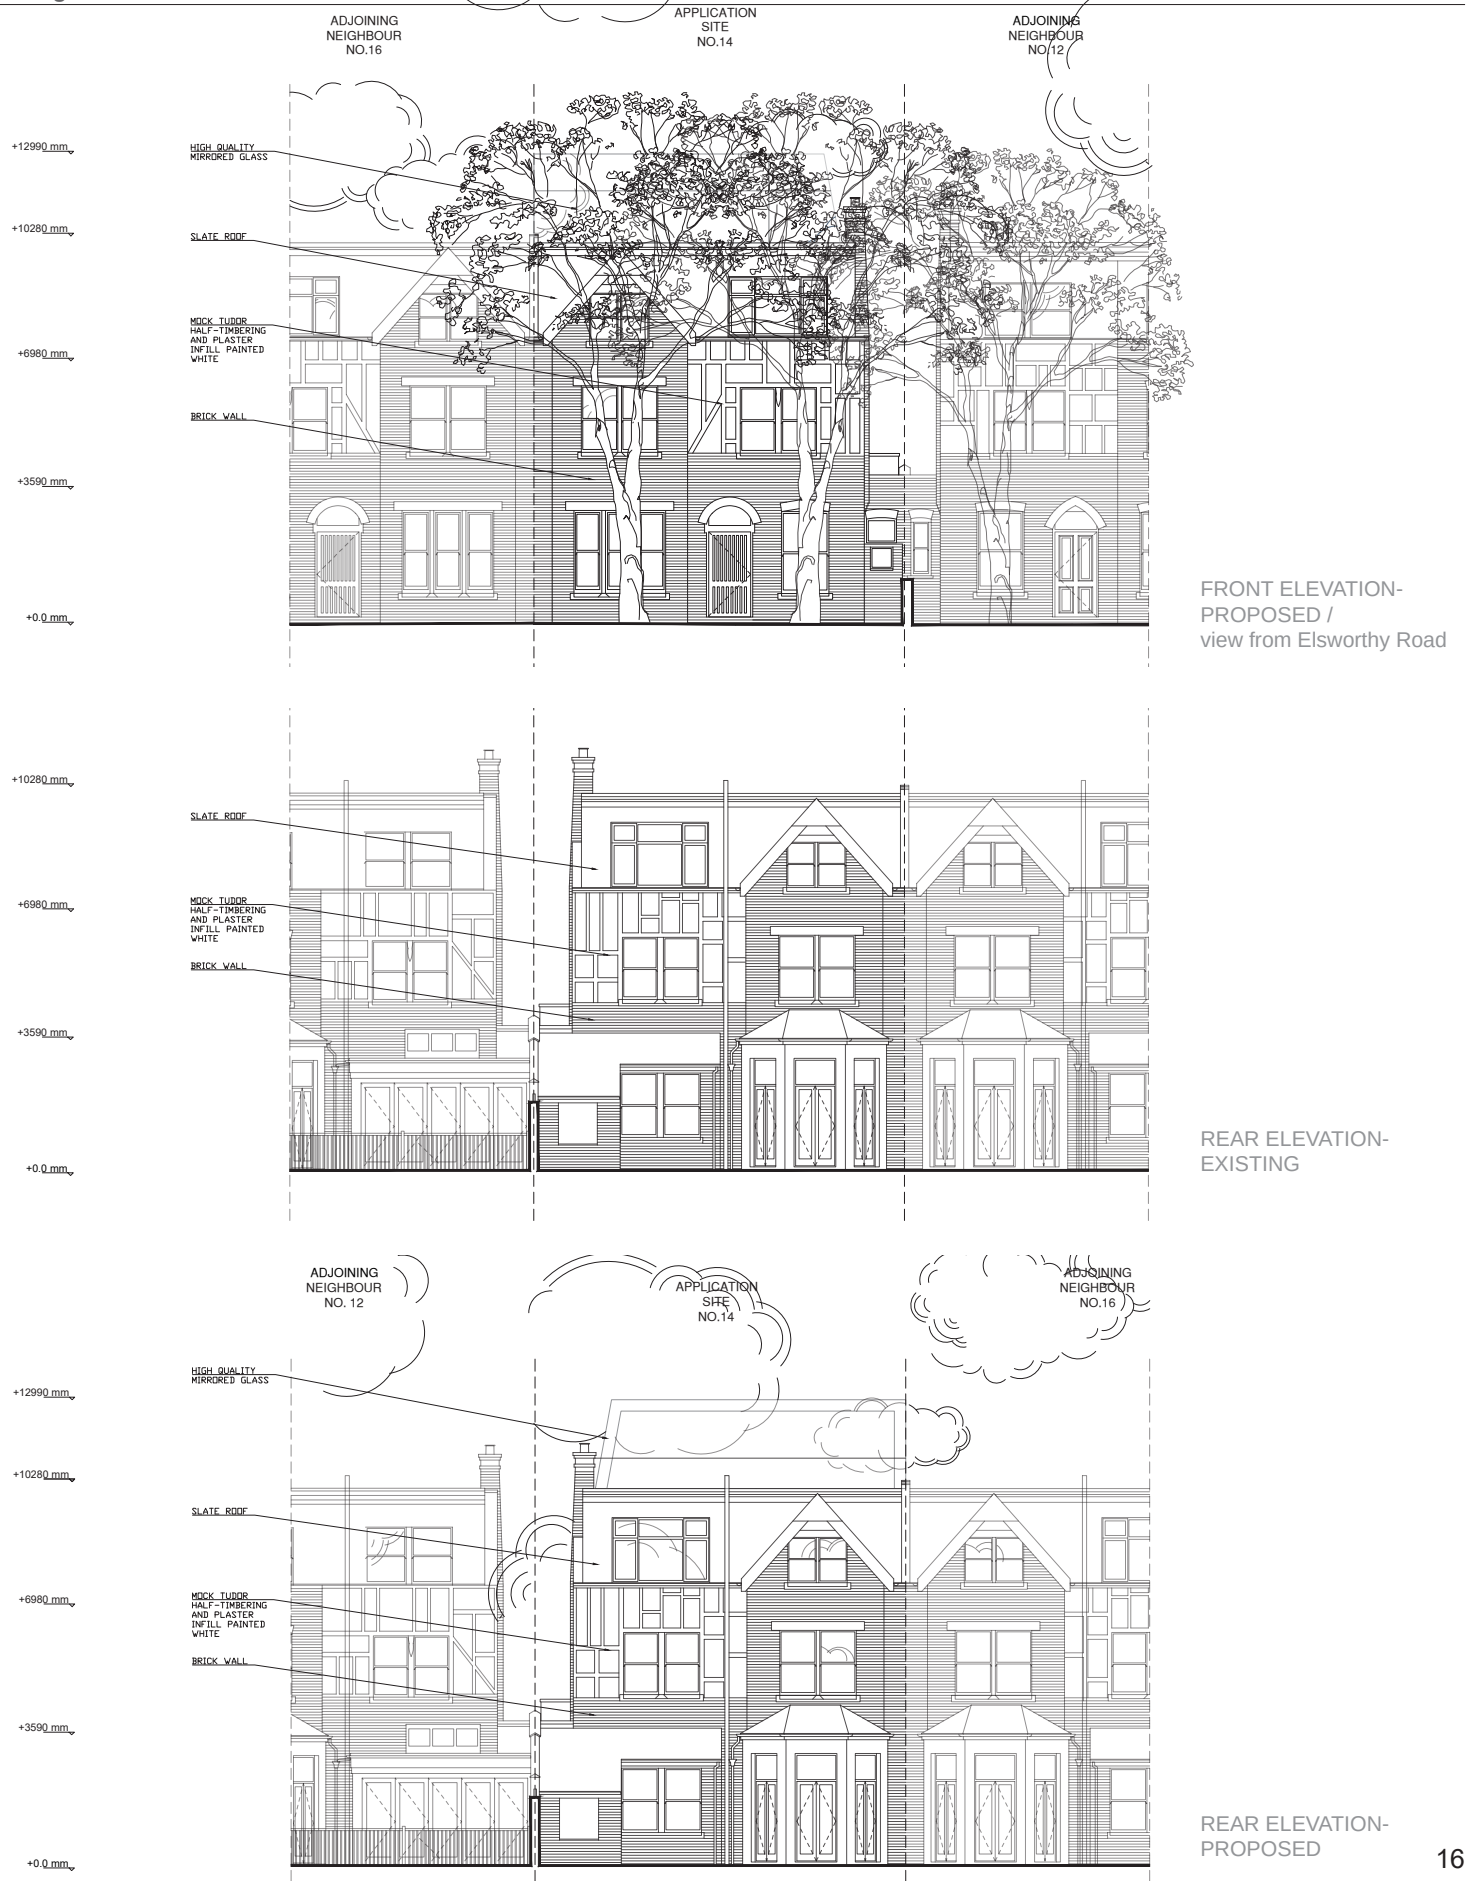 ADJOINING
NEIGHBOUR
NO.16
APPLICATION
SITE
NO.14
ADJOINING
NEIGHBOUR
NO.12
+12990 mm
HIGH QUALITY
MIRRORED GLASS
+10280 mm
SLATE ROOF
MOCK TUDOR
HALF-TIMBERING
AND PLASTER
INFILL PAINTED
WHITE
+6980 mm
BRICK WALL
+3590 mm
+0.0 mm
FRONT ELEVATION-
PROPOSED /
view from Elsworthy Road
+10280 mm
SLATE ROOF
MOCK TUDOR
HALF-TIMBERING
AND PLASTER
INFILL PAINTED
WHITE
+6980 mm
BRICK WALL
+3590 mm
+0.0 mm
REAR ELEVATION-
EXISTING
ADJOINING
NEIGHBOUR
NO. 12
APPLICATION
SITE
NO.14
ADJOINING
NEIGHBOUR
NO.16
HIGH QUALITY
MIRRORED GLASS
+12990 mm
+10280 mm
SLATE ROOF
MOCK TUDOR
HALF-TIMBERING
AND PLASTER
INFILL PAINTED
WHITE
+6980 mm
BRICK WALL
+3590 mm
+0.0 mm
REAR ELEVATION-
PROPOSED
16